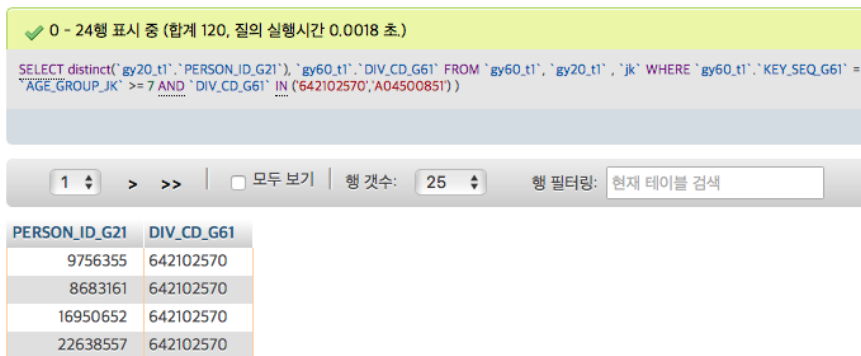 0 - 24행 표시 중 (합계 120, 질의 실행시간 0.0018 초.)
SELECT distinct(`gy20_t1`.`PERSON_ID_G21`), `gy60_t1`.`DIV_CD_G61` FROM `gy60_t1`, `gy20_t1` , `jk` WHERE `gy60_t1`.`KEY_SEQ_G61` =
`AGE_GROUP_JK` >= 7 AND `DIV_CD_G61` IN ('642102570','A04500851') )
1 > >> 모두 보기 행 갯수: 25 행 필터링: 현재 테이블 검색
PERSON_ID_G21 DIV_CD_G61
9756355 642102570
8683161 642102570
16950652 642102570
22638557 642102570